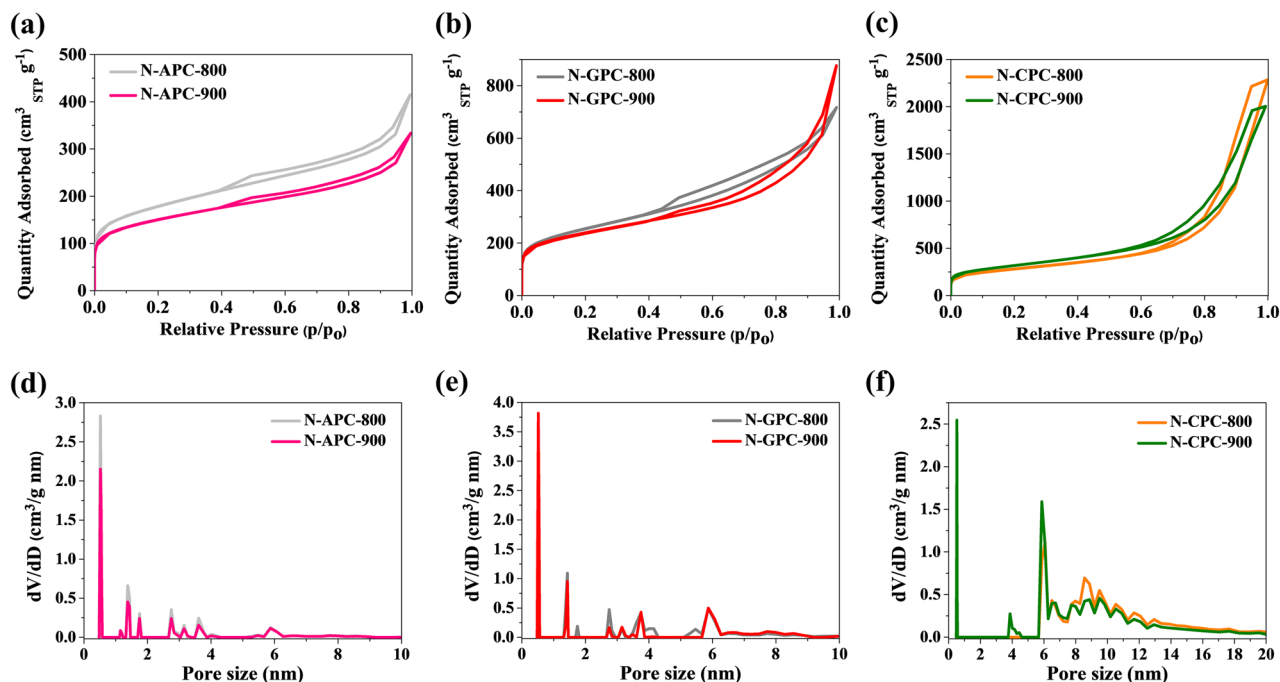 (a)
500
400
300
200
100
0
Quantity Adsorbed (cm³ STP g⁻¹)
N-APC-800
N-APC-900
0.0 0.2 0.4 0.6 0.8 1.0
Relative Pressure (p/po)
(b)
800
600
400
200
0
Quantity Adsorbed (cm³ STP g⁻¹)
N-GPC-800
N-GPC-900
0.0 0.2 0.4 0.6 0.8 1.0
Relative Pressure (p/po)
(c)
2500
2000
1500
1000
500
0
Quantity Adsorbed (cm³ STP g⁻¹)
N-CPC-800
N-CPC-900
0.0 0.2 0.4 0.6 0.8 1.0
Relative Pressure (p/po)
(d)
3.0
2.5
2.0
1.5
1.0
0.5
0.0
dV/dD (cm³/g nm)
N-APC-800
N-APC-900
0 2 4 6 8 10
Pore size (nm)
(e)
4.0
3.5
3.0
2.5
2.0
1.5
1.0
0.5
0.0
dV/dD (cm³/g nm)
N-GPC-800
N-GPC-900
0 2 4 6 8 10
Pore size (nm)
(f)
2.5
2.0
1.5
1.0
0.5
0.0
dV/dD (cm³/g nm)
N-CPC-800
N-CPC-900
0 2 4 6 8 10 12 14 16 18 20
Pore size (nm)